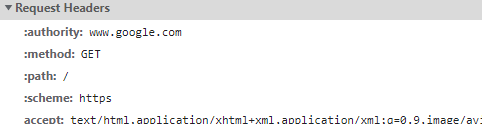 Request Headers
:authority: www.google.com
:method: GET
:path: /
:scheme: https
accept: text/html,application/xhtml+xml,application/xml;q=0.9,image/avi